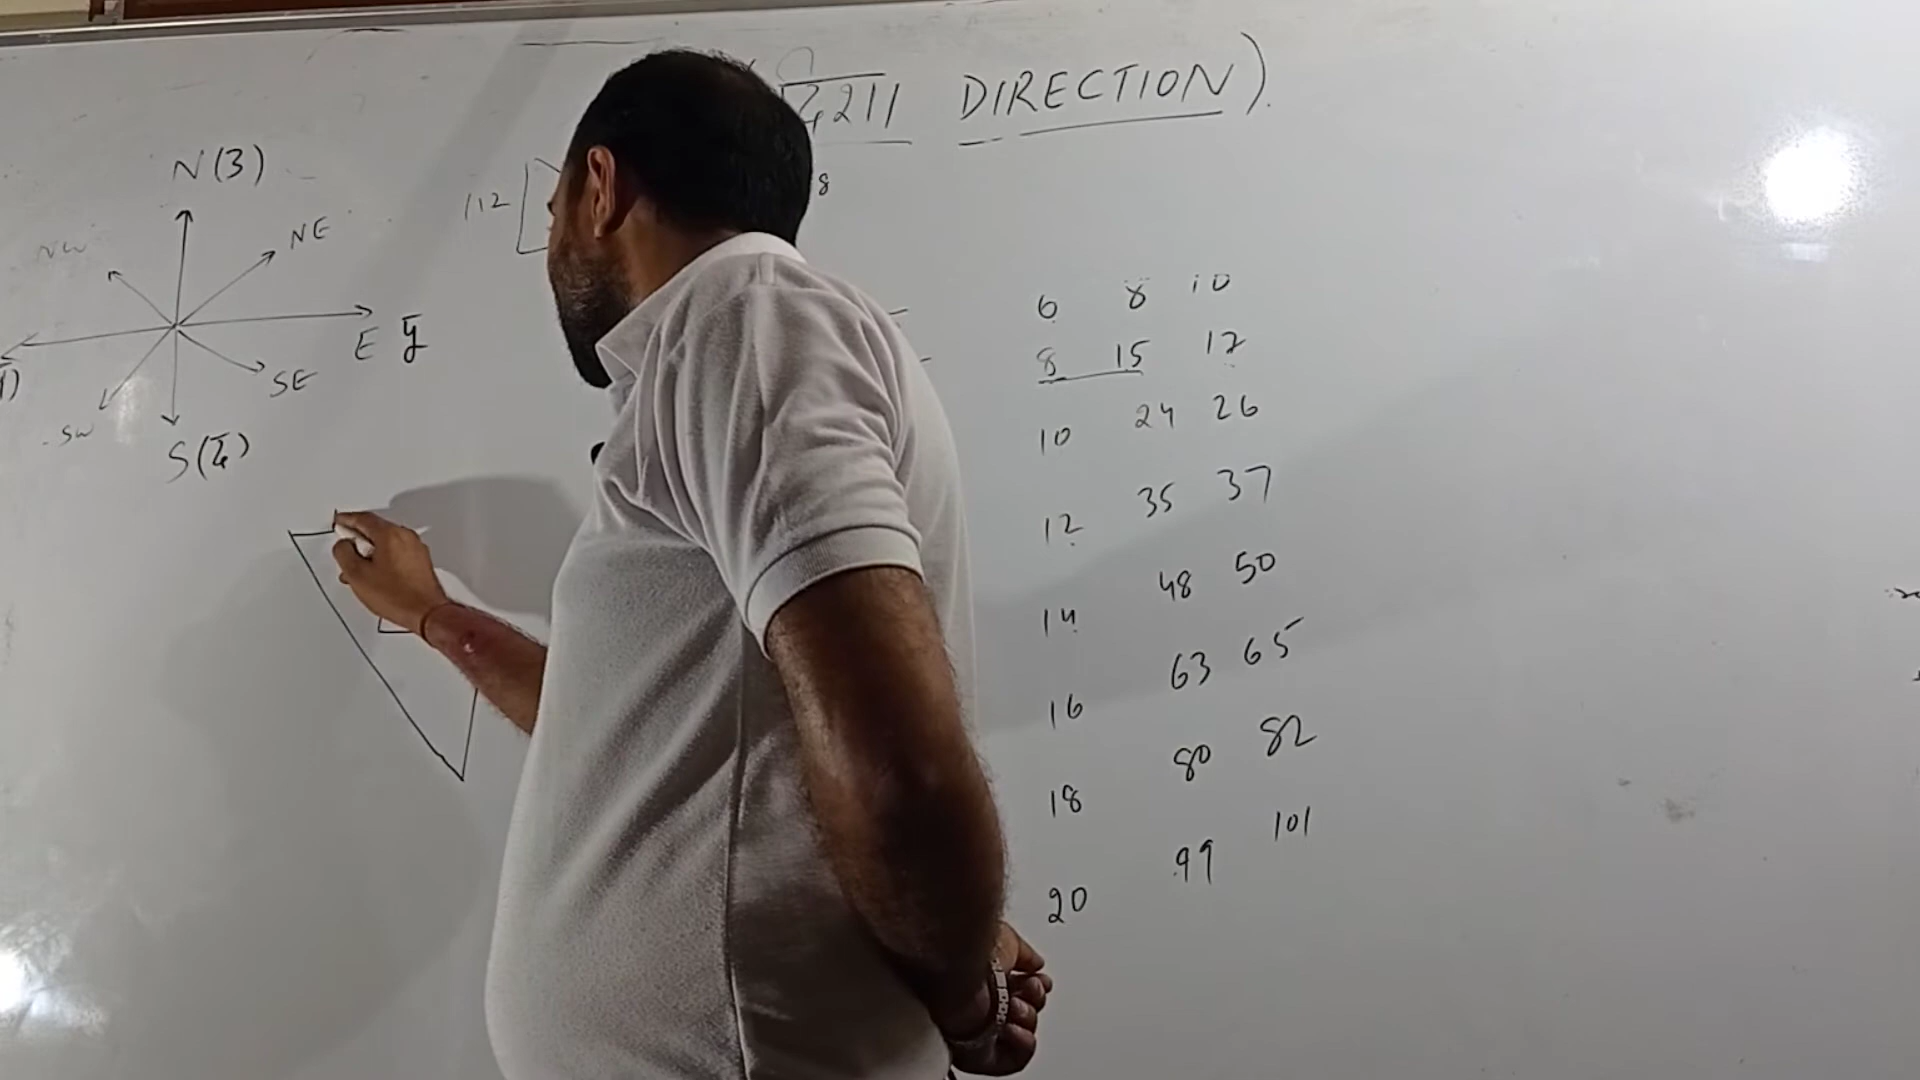 DIRECTION).
N(3)
112
8
NW
NE
E
SE
SW
S(
6 8 10
8 15 17
10 24 26
12 35 37
14 48 50
16 63 65
18 80 82
20 99 101